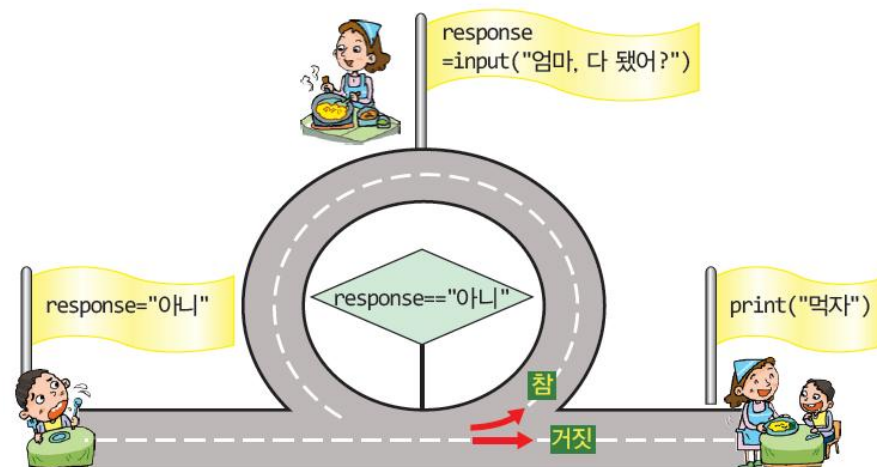 response
=input("엄마, 다 됐어?")
response="아니"
response=="아니"
print("먹자")
참
거짓